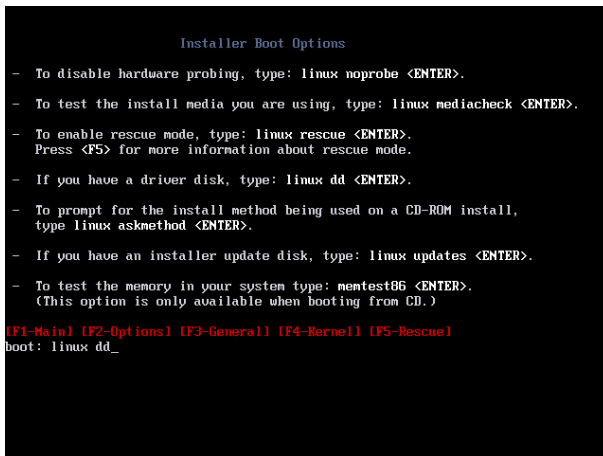 Installer Boot Options
- To disable hardware probing, type: linux noprobe <ENTER>.
- To test the install media you are using, type: linux mediacheck <ENTER>.
- To enable rescue mode, type: linux rescue <ENTER>.
Press <F5> for more information about rescue mode.
- If you have a driver disk, type: linux dd <ENTER>.
- To prompt for the install method being used on a CD-ROM install,
type linux askmethod <ENTER>.
- If you have an installer update disk, type: linux updates <ENTER>.
- To test the memory in your system type: memtest86 <ENTER>.
(This option is only available when booting from CD.)
[F1-Main] [F2-Options] [F3-General] [F4-Kernel] [F5-Rescue]
boot: linux dd_